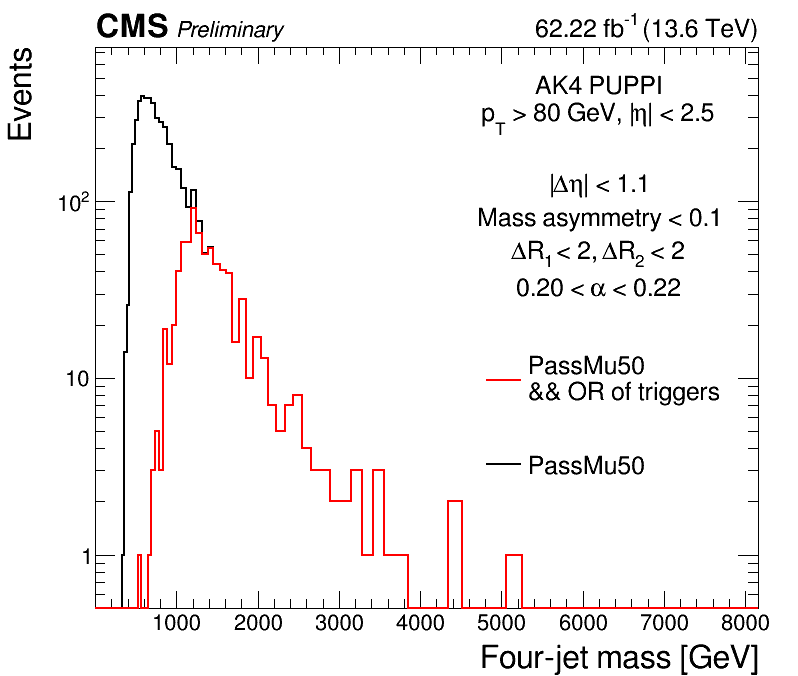 CMS Preliminary 62.22 fb⁻¹ (13.6 TeV)
Events
AK4 PUPPI
p_T > 80 GeV, |η| < 2.5
|Δη| < 1.1
Mass asymmetry < 0.1
ΔR₁ < 2, ΔR₂ < 2
0.20 < α < 0.22
PassMu50
&& OR of triggers
PassMu50
10²
10
1
1000 2000 3000 4000 5000 6000 7000 8000
Four-jet mass [GeV]